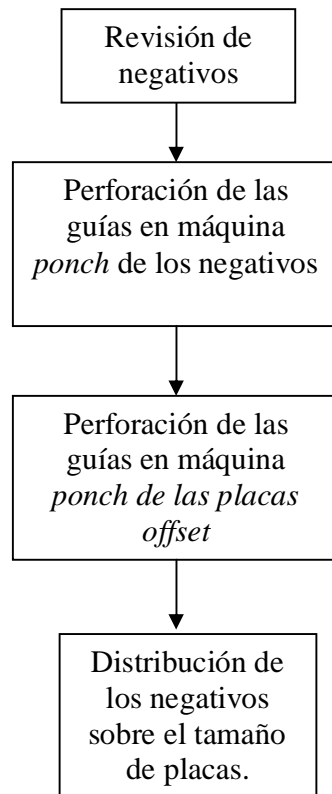 Revisión de
negativos
Perforación de las
guías en máquina
ponch de los negativos
Perforación de las
guías en máquina
ponch de las placas
offset
Distribución de
los negativos
sobre el tamaño
de placas.